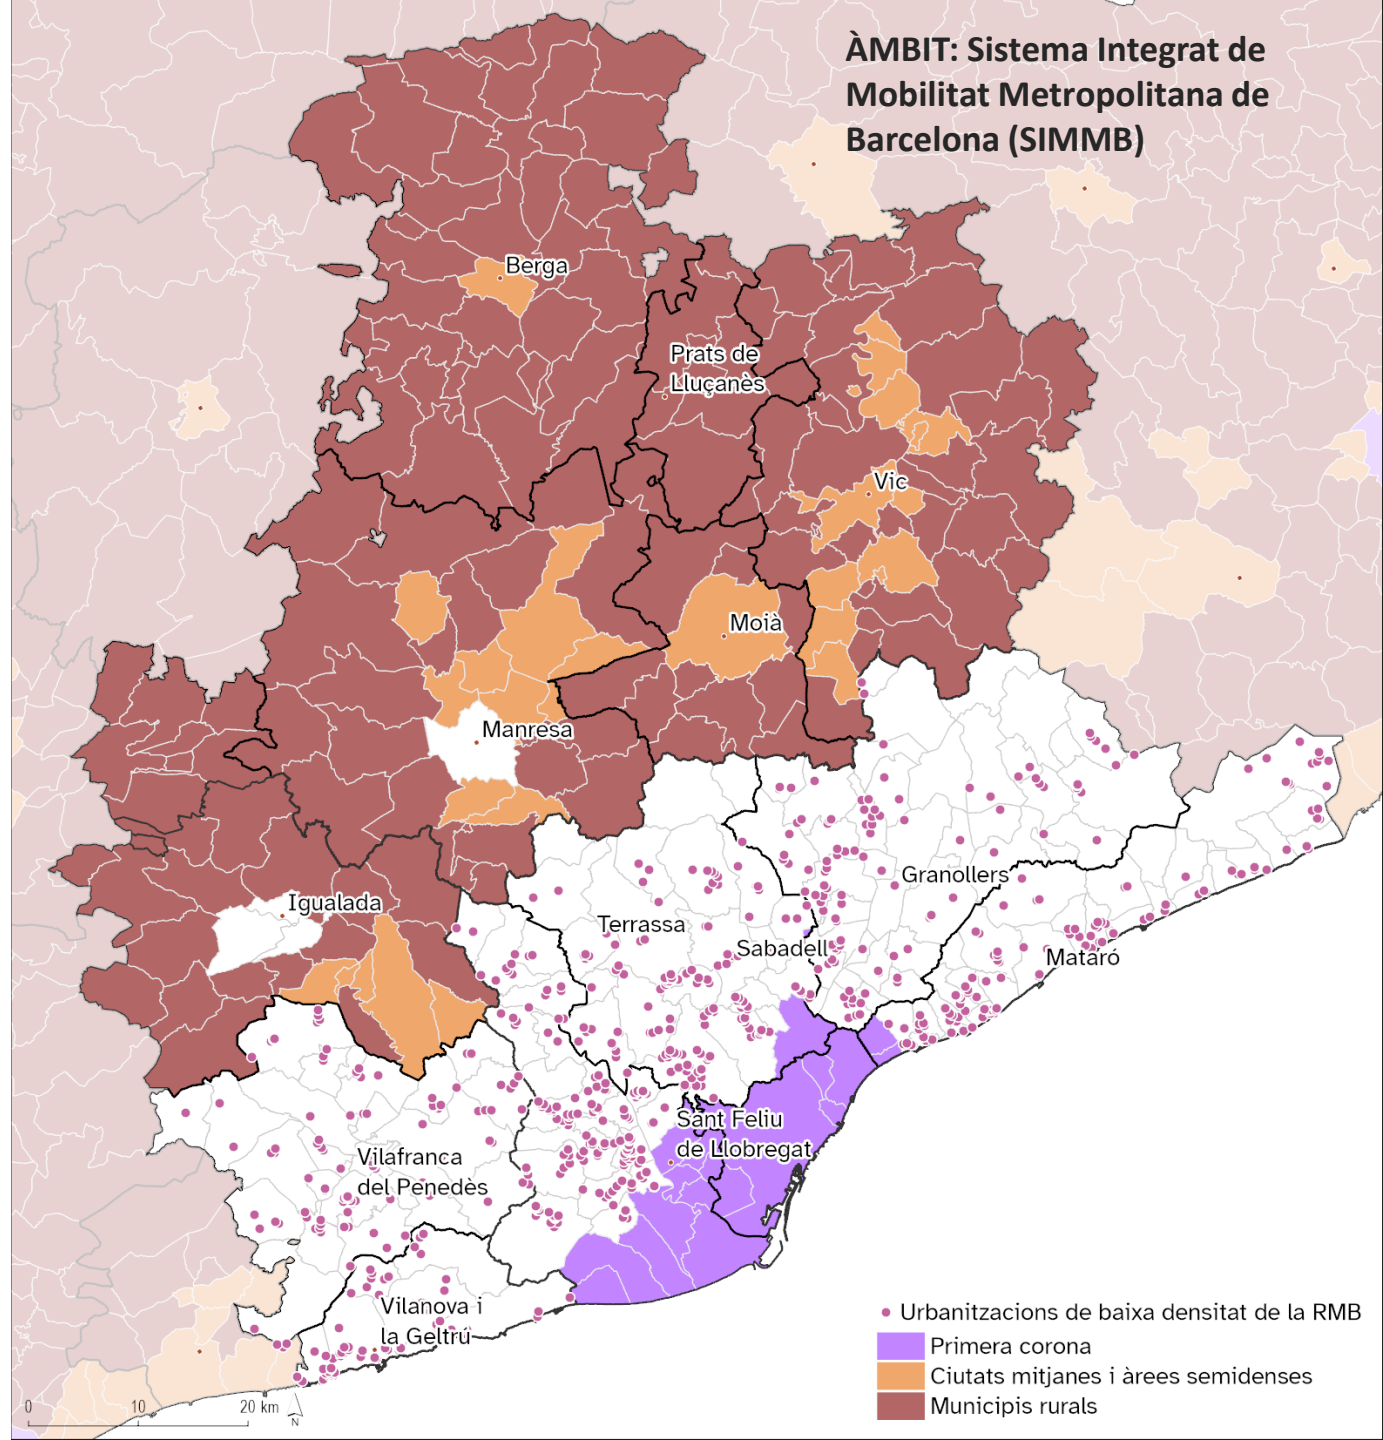 ÀMBIT: Sistema Integrat de
Mobilitat Metropolitana de
Barcelona (SIMMB)
Berga
Prats de
Lluçanès
Vic
Moià
Manresa
Igualada
Granollers
Terrassa
Sabadell
Mataró
Sant Feliu
de Llobregat
Vilafranca
del Penedès
Vilanova i
la Geltrú
Urbanitzacions de baixa densitat de la RMB
Primera corona
Ciutats mitjanes i àrees semidenses
Municipis rurals
0 10 20 km
N